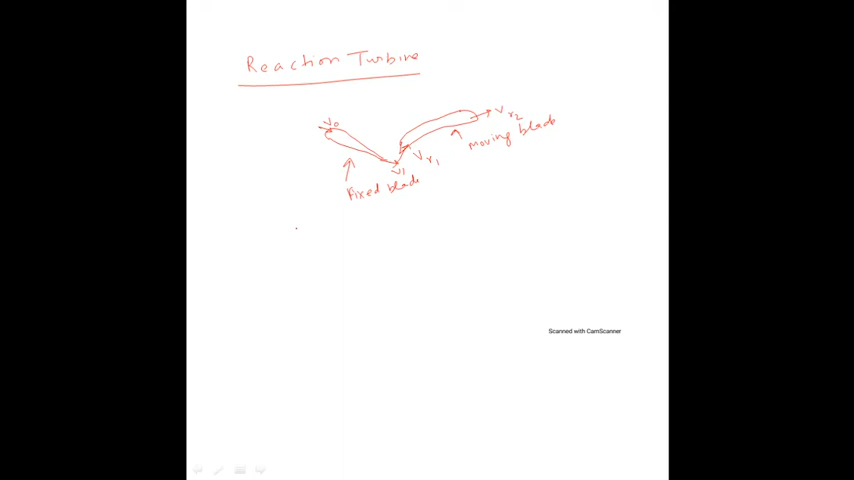 Reaction Turbine
V0
Vr2
moving blade
Vr1
V1
Fixed blade
Scanned with CamScanner